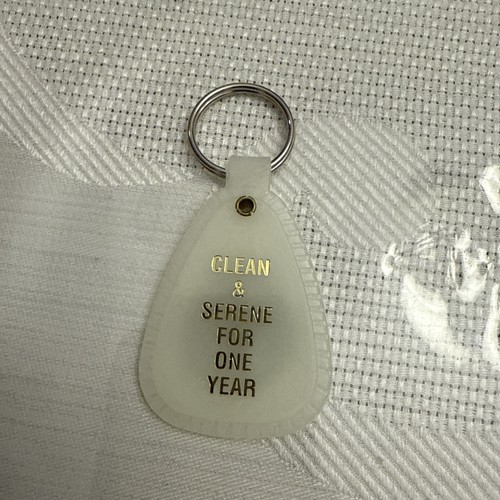 CLEAN
&
SERENE
FOR
ONE
YEAR